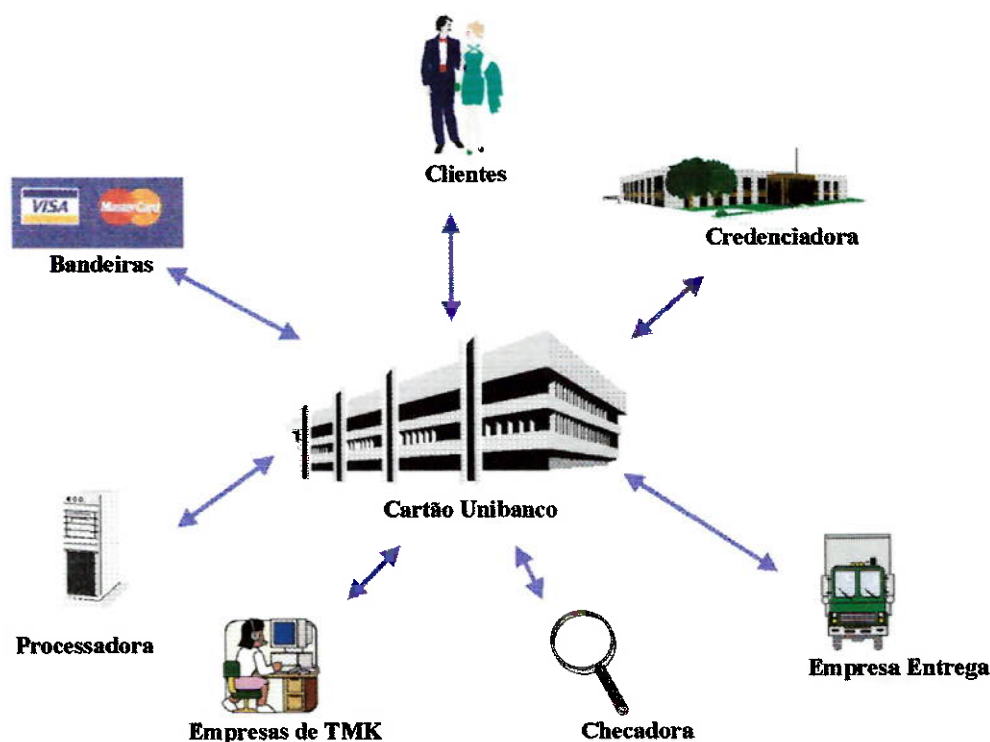 Clientes
VISA
MasterCard
Credenciadora
Bandeiras
Cartão Unibanco
Processadora
Empresa Entrega
Empresas de TMK
Checadora